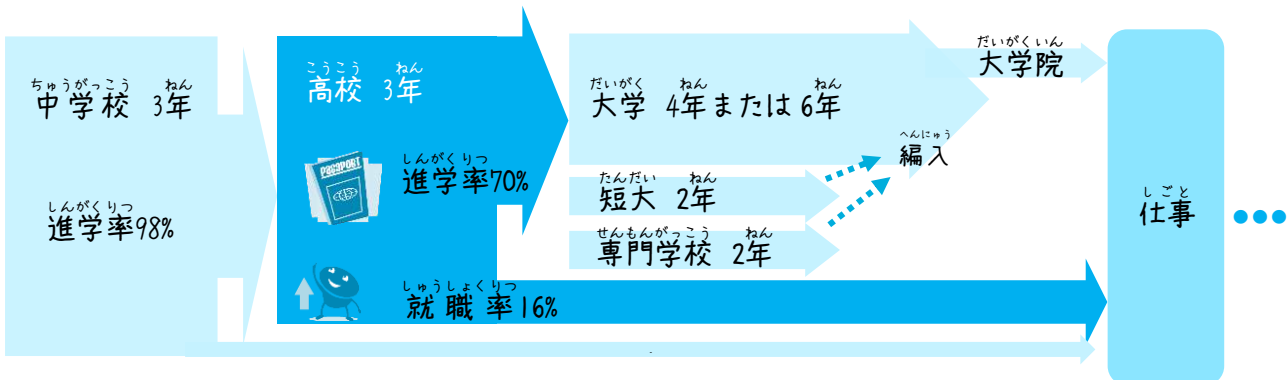 ちゅうがっこう ねん
中学校 3年
しんがくりつ
進学率98%
こうこう ねん
高校 3年
PASAPORT
しんがくりつ
進学率70%
しゅうしょくりつ
就職率16%
だいがく ねん ねん
大学 4年または6年
たんだい ねん
短大 2年
せんもんがっこう ねん
専門学校 2年
へんにゅう
編入
だいがくいん
大学院
しごと
仕事